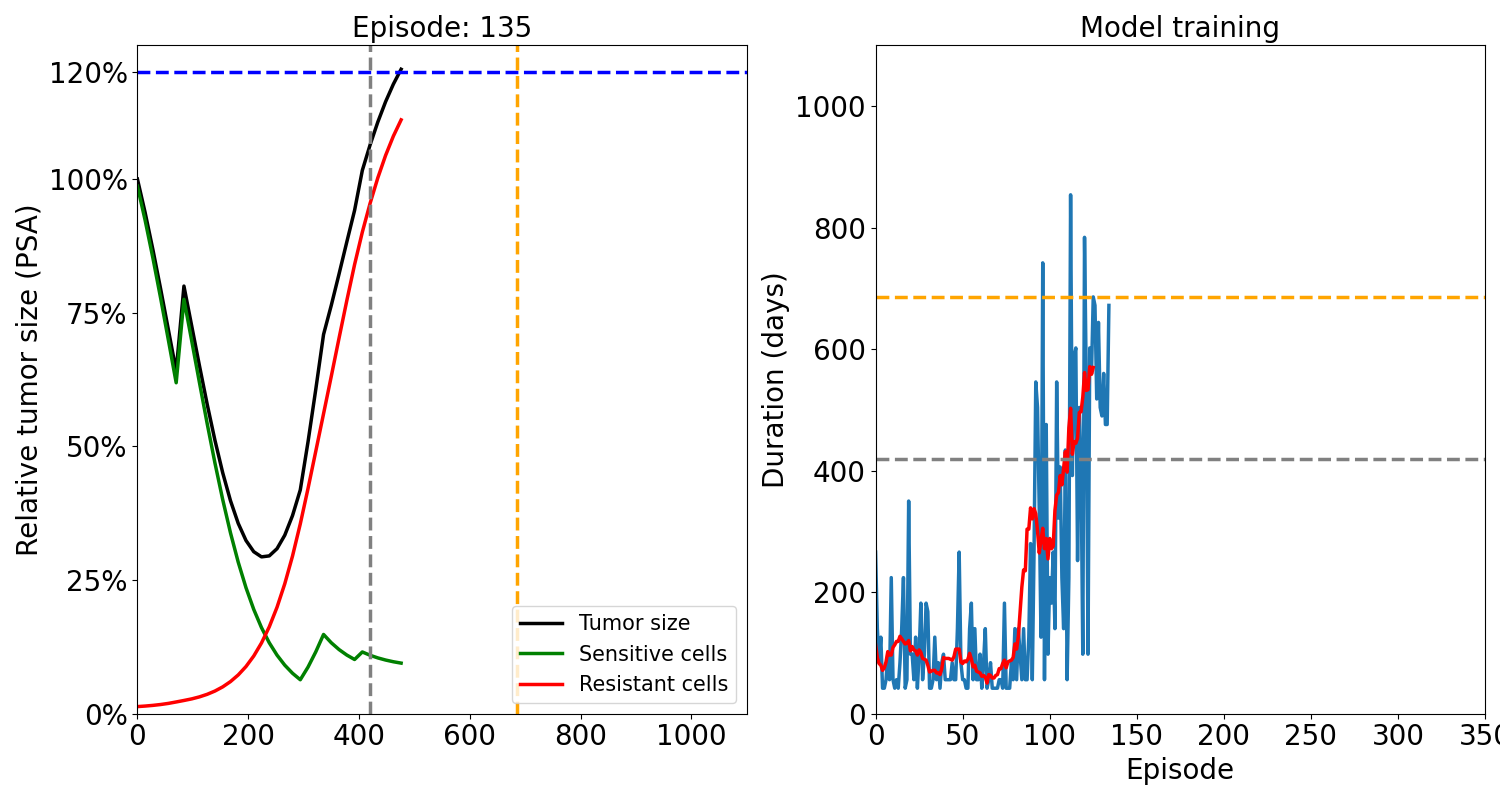 Episode: 135
Relative tumor size (PSA)
120%
100%
75%
50%
25%
0%
0 200 400 600 800 1000
Tumor size
Sensitive cells
Resistant cells
Model training
Duration (days)
1000
800
600
400
200
0
0 50 100 150 200 250 300 350
Episode